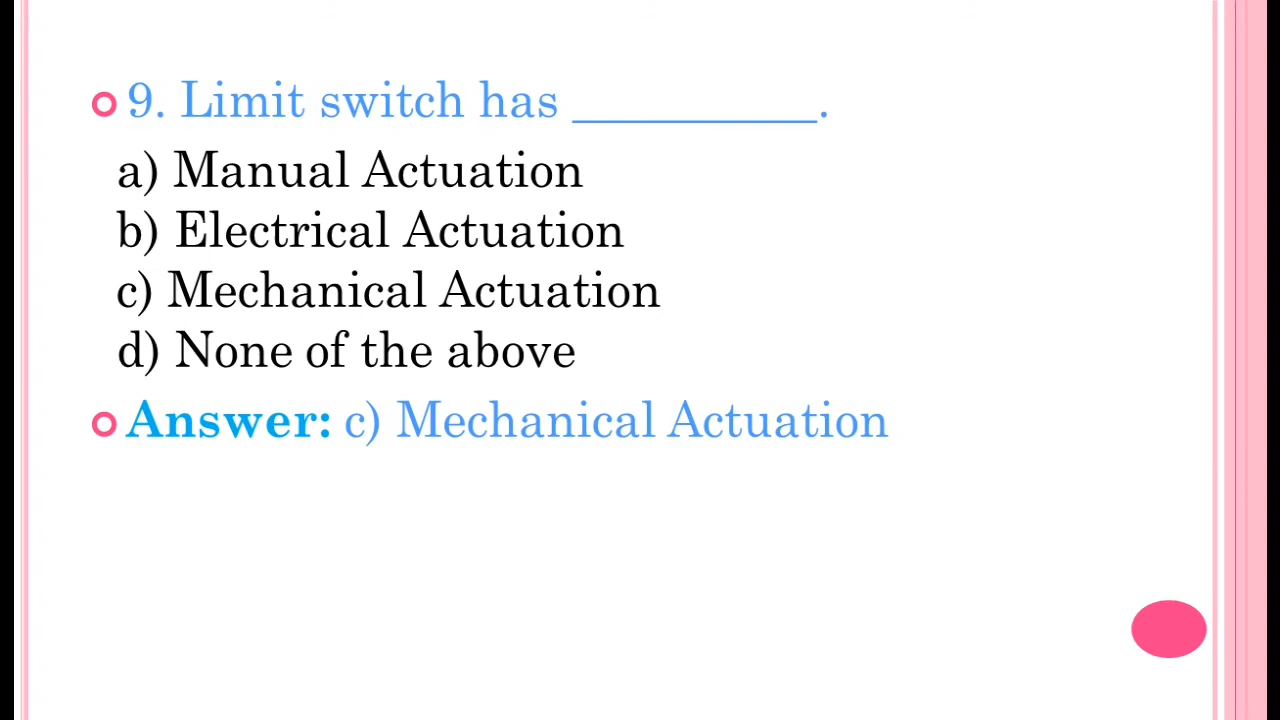 9. Limit switch has __________.
a) Manual Actuation
b) Electrical Actuation
c) Mechanical Actuation
d) None of the above
Answer: c) Mechanical Actuation